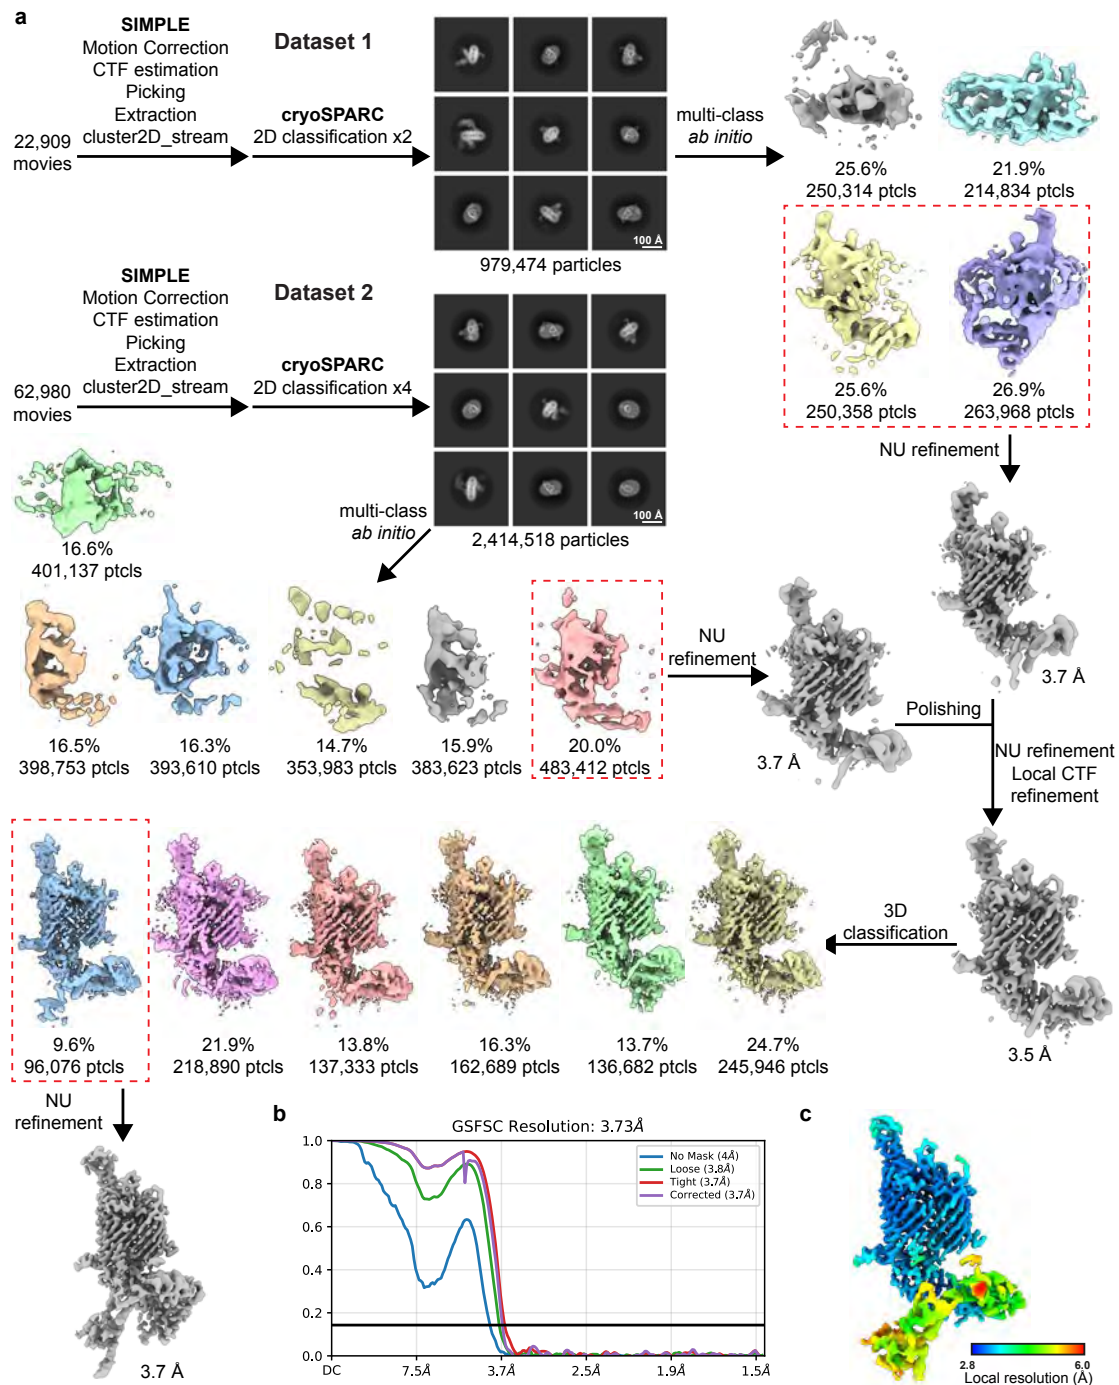 a
SIMPLE
Motion Correction
CTF estimation
Picking
Extraction
cluster2D_stream
22,909
movies
Dataset 1
cryoSPARC
2D classification x2
100 Å
979,474 particles
multi-class
ab initio
25.6%
250,314 ptcls
21.9%
214,834 ptcls
25.6%
250,358 ptcls
26.9%
263,968 ptcls
NU refinement
3.7 Å
SIMPLE
Motion Correction
CTF estimation
Picking
Extraction
cluster2D_stream
62,980
movies
Dataset 2
cryoSPARC
2D classification x4
100 Å
2,414,518 particles
multi-class
ab initio
16.6%
401,137 ptcls
16.5%
398,753 ptcls
16.3%
393,610 ptcls
14.7%
353,983 ptcls
15.9%
383,623 ptcls
20.0%
483,412 ptcls
NU
refinement
3.7 Å
Polishing
NU refinement
Local CTF
refinement
3.5 Å
3D
classification
9.6%
96,076 ptcls
21.9%
218,890 ptcls
13.8%
137,333 ptcls
16.3%
162,689 ptcls
13.7%
136,682 ptcls
24.7%
245,946 ptcls
NU
refinement
3.7 Å
b
GSFSC Resolution: 3.73Å
1.0
0.8
0.6
0.4
0.2
0.0
No Mask (4Å)
Loose (3.8Å)
Tight (3.7Å)
Corrected (3.7Å)
DC
7.5Å
3.7Å
2.5Å
1.9Å
1.5Å
c
2.8
6.0
Local resolution (Å)